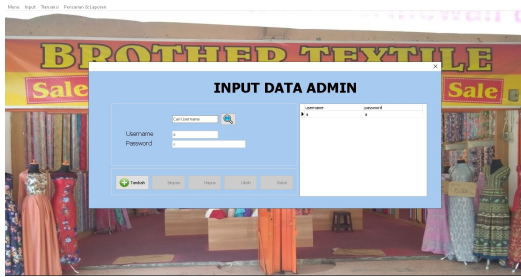 Menu Input Transaksi Pencarian & Laporan
BROTHER TEXTILE
Sale
Sale
INPUT DATA ADMIN
Cari Username
Username a
Password
username password
a a
Tambah Simpan Hapus Ubah Batal